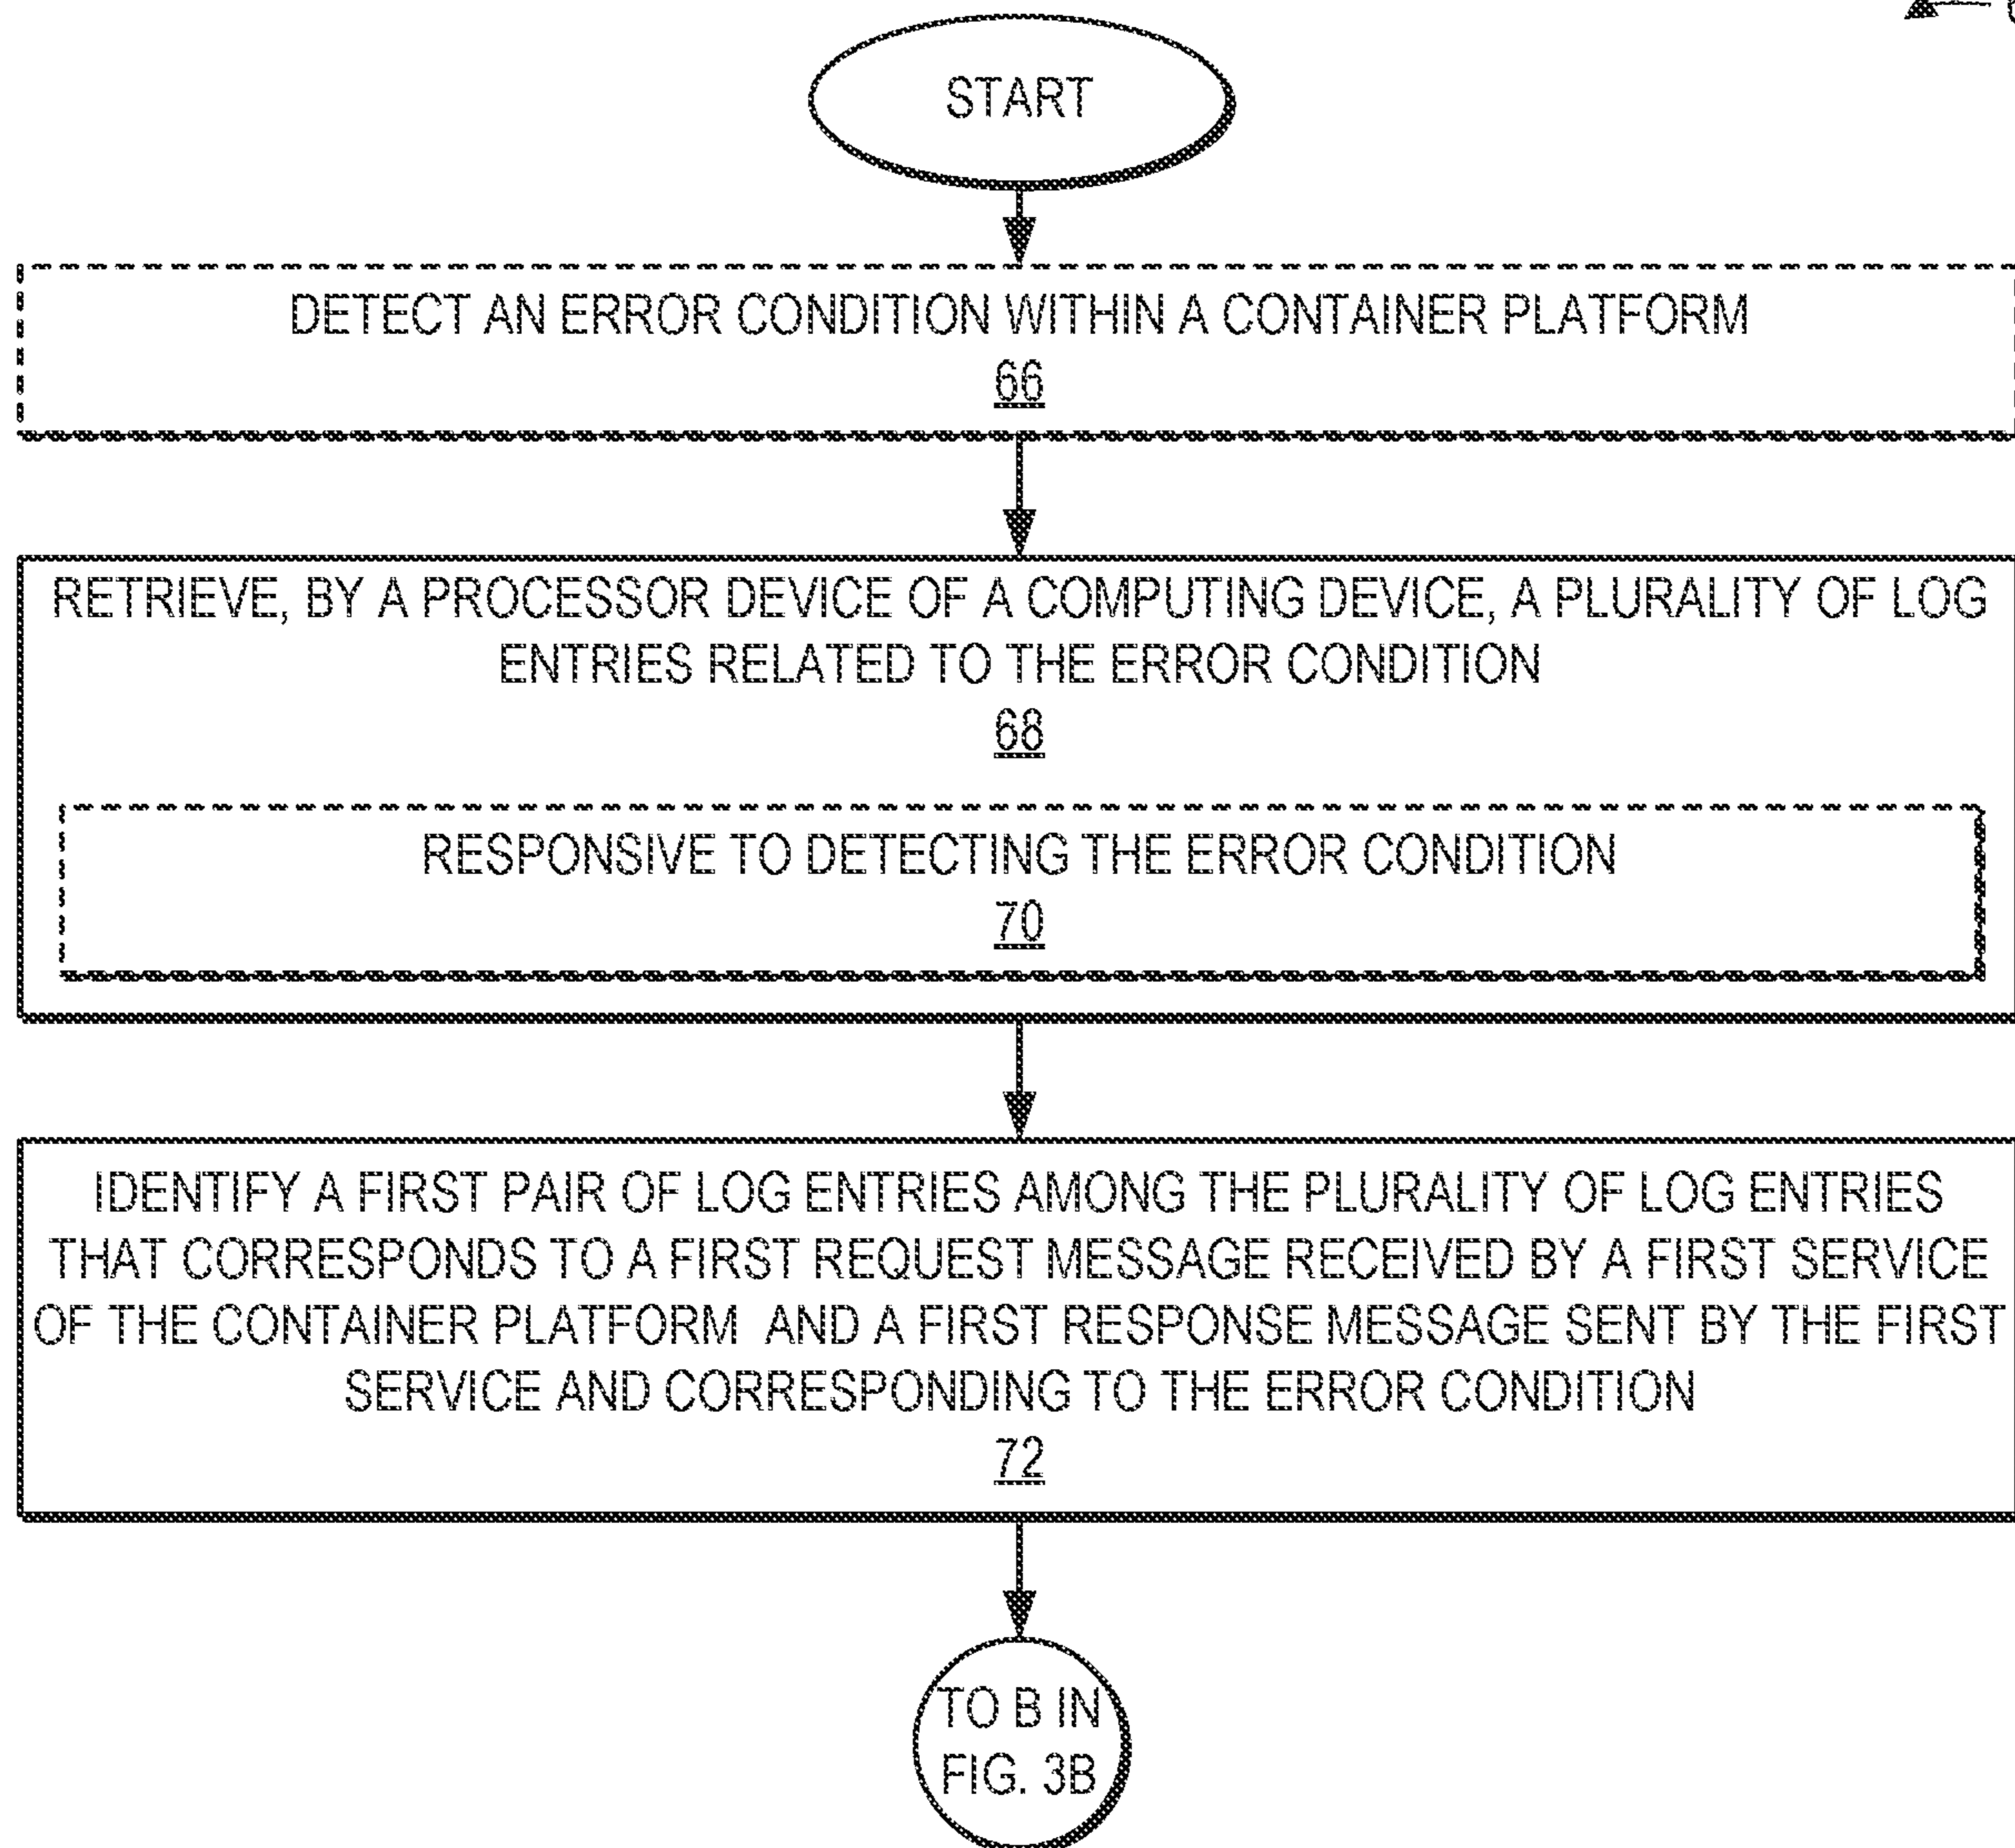 START
DETECT AN ERROR CONDITION WITHIN A CONTAINER PLATFORM
66
RETRIEVE, BY A PROCESSOR DEVICE OF A COMPUTING DEVICE, A PLURALITY OF LOG
ENTRIES RELATED TO THE ERROR CONDITION
68
RESPONSIVE TO DETECTING THE ERROR CONDITION
70
IDENTIFY A FIRST PAIR OF LOG ENTRIES AMONG THE PLURALITY OF LOG ENTRIES
THAT CORRESPONDS TO A FIRST REQUEST MESSAGE RECEIVED BY A FIRST SERVICE
OF THE CONTAINER PLATFORM AND A FIRST RESPONSE MESSAGE SENT BY THE FIRST
SERVICE AND CORRESPONDING TO THE ERROR CONDITION
72
TO B IN
FIG. 3B